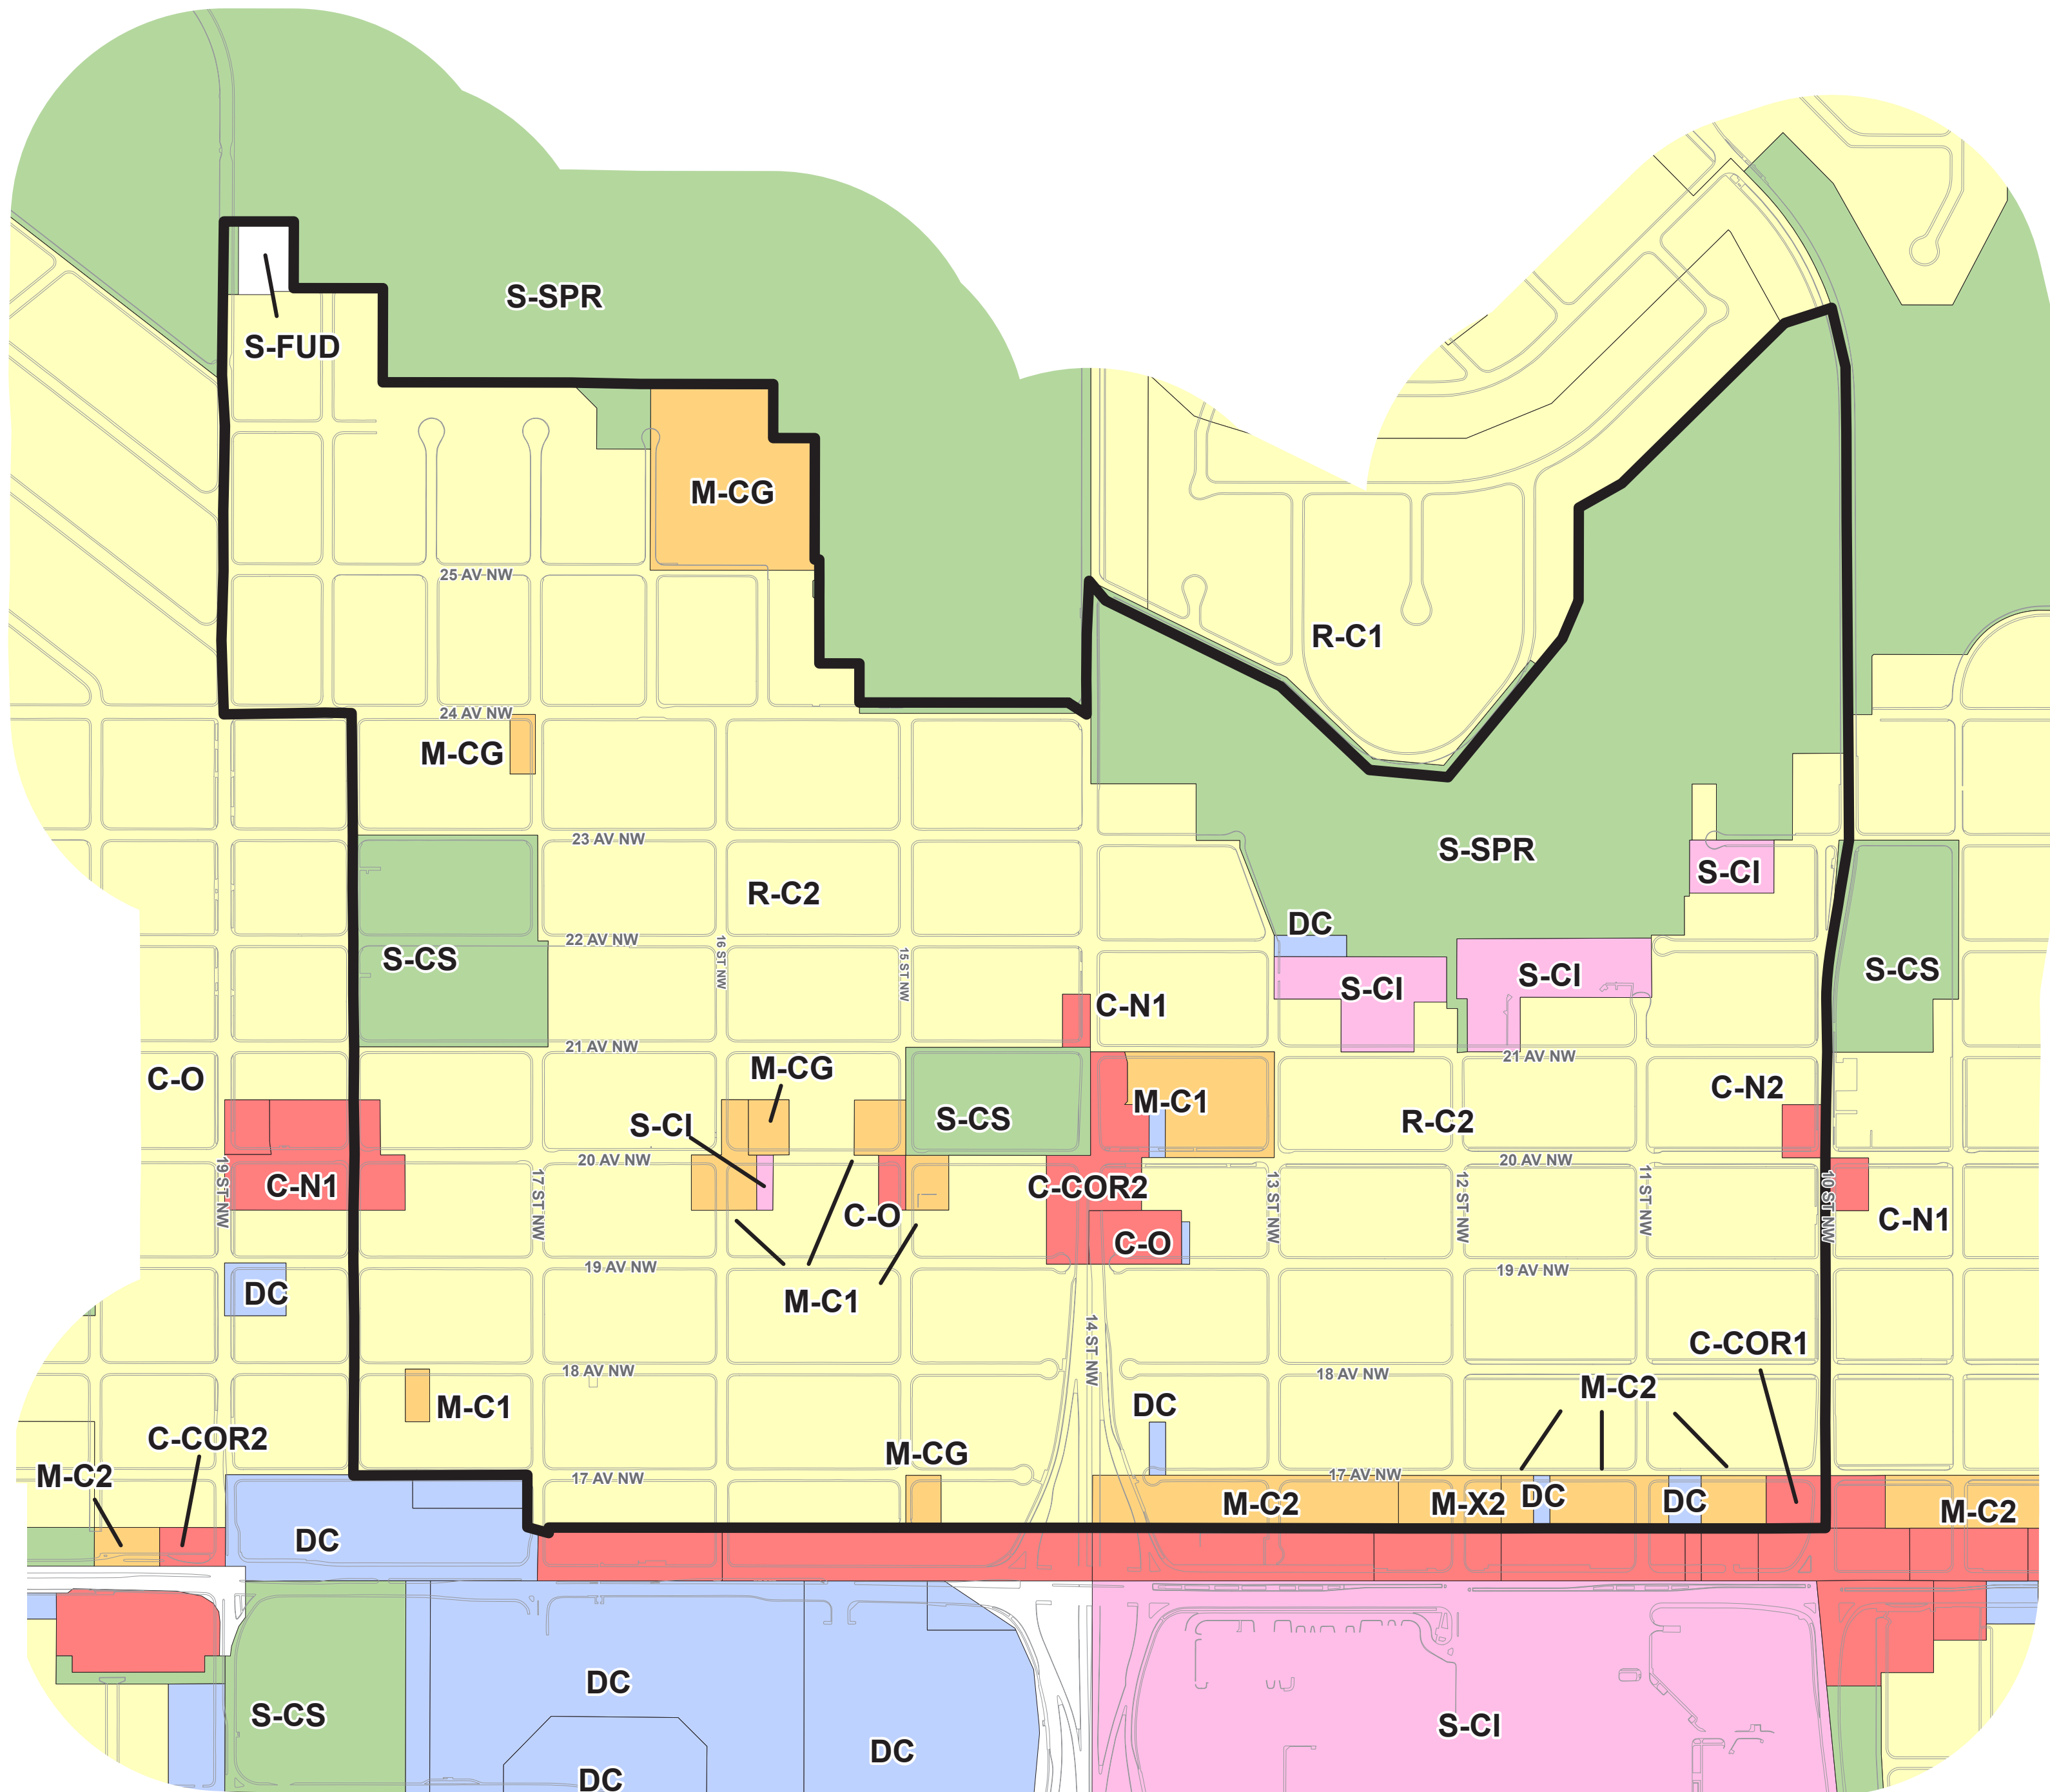 S-SPR
S-FUD
M-CG
25 AV NW
R-C1
24 AV NW
M-CG
23 AV NW
S-SPR
S-CI
R-C2
DC
22 AV NW
16 ST NW
15 ST NW
S-CS
S-CI
S-CI
S-CS
C-N1
21 AV NW
21 AV NW
M-CG
C-O
C-N2
M-C1
S-CI
S-CS
R-C2
20 AV NW
20 AV NW
19 ST NW
C-N1
17 ST NW
C-COR2
13 ST NW
12 ST NW
11 ST NW
10 ST NW
C-O
C-N1
C-O
19 AV NW
19 AV NW
DC
M-C1
14 ST NW
C-COR1
18 AV NW
18 AV NW
M-C2
M-C1
DC
C-COR2
M-CG
M-C2
17 AV NW
17 AV NW
M-C2
M-X2
DC
DC
M-C2
DC
DC
S-CS
S-CI
DC
DC